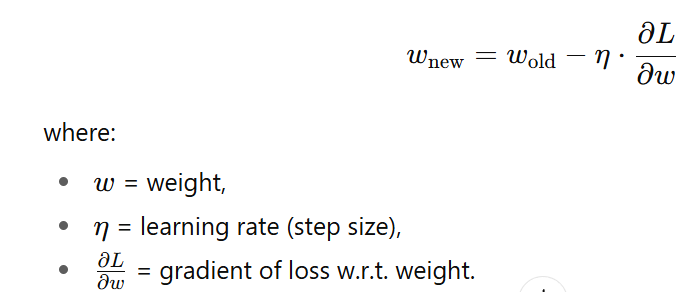 w_new = w_old − η · ∂L/∂w
where:
• w = weight,
• η = learning rate (step size),
• ∂L/∂w = gradient of loss w.r.t. weight.